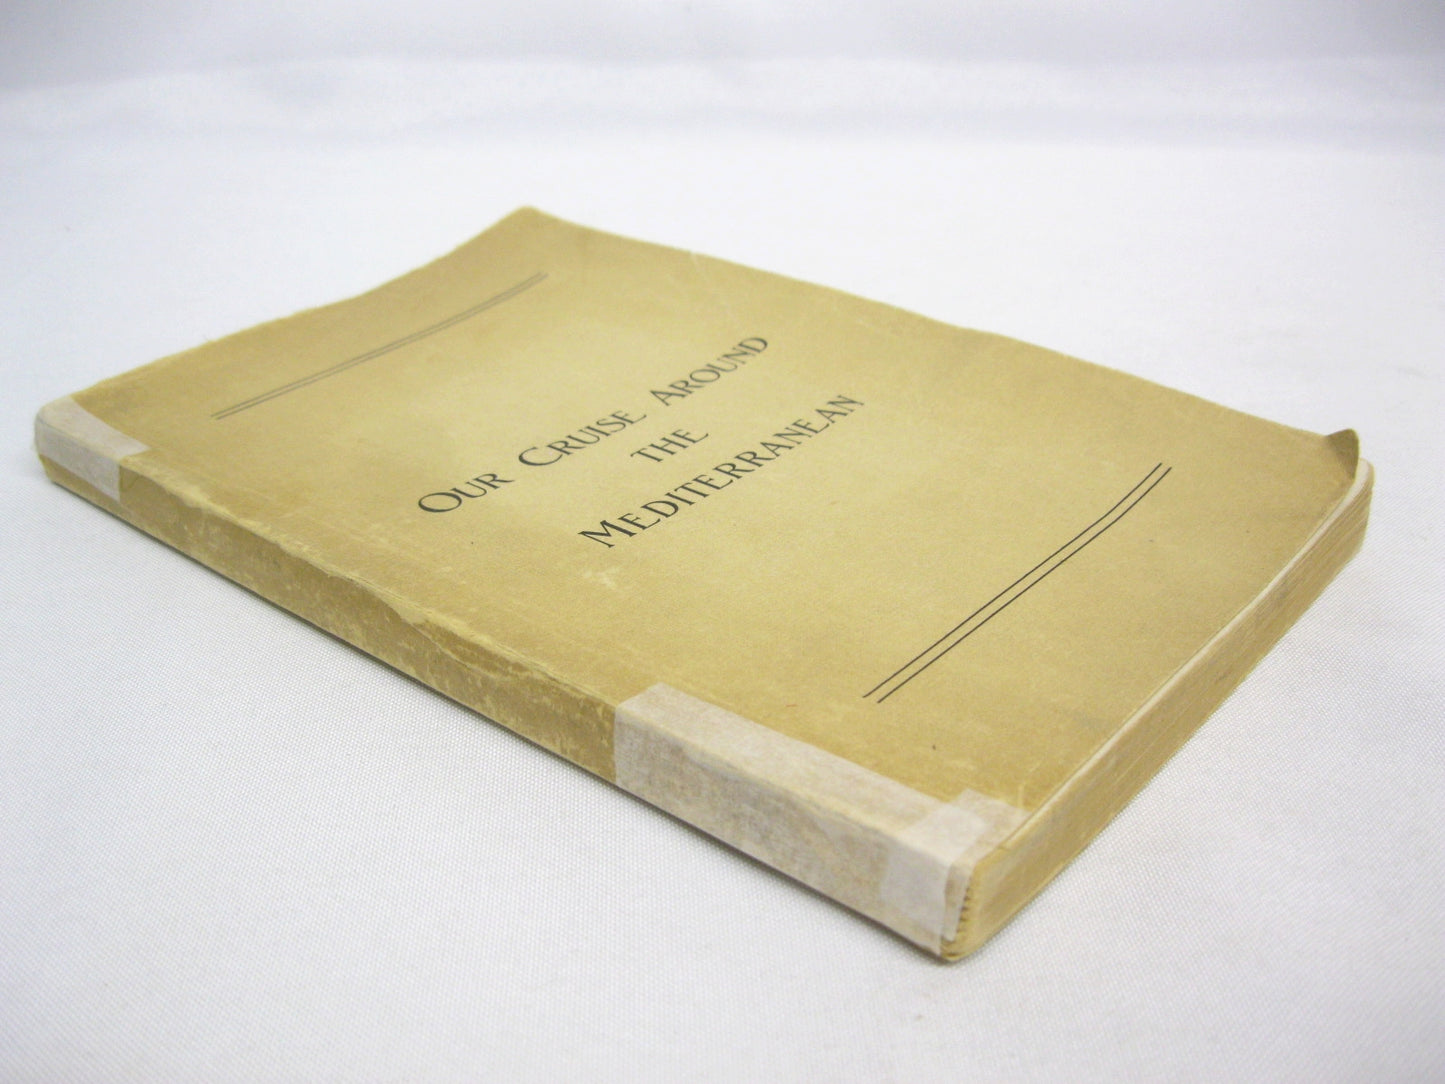 Our Cruise Around
the
Mediterranean